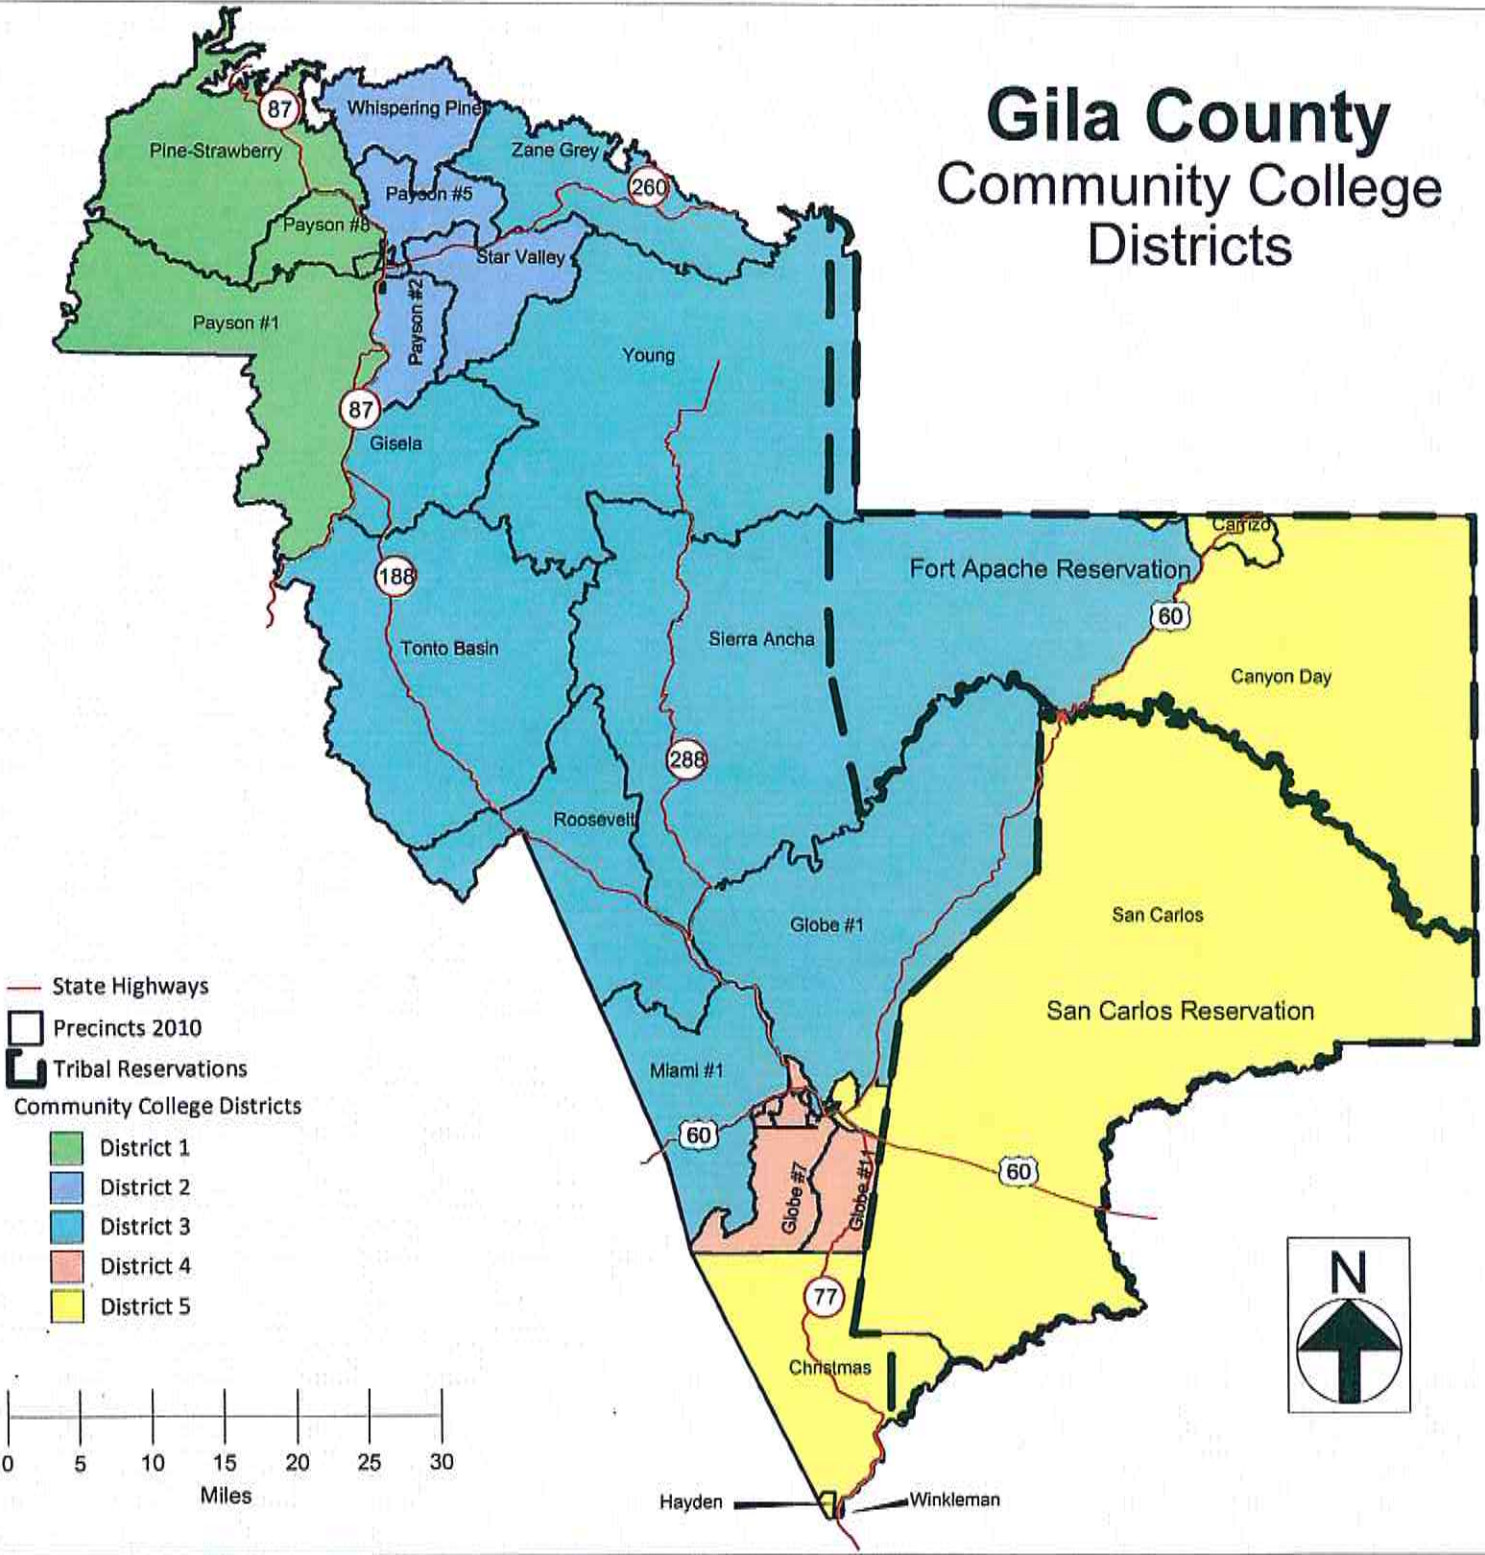 Gila County
Community College
Districts
87
Whispering Pine
Pine-Strawberry
Zane Grey
260
Payson #5
Payson #8
Star Valley
Payson #2
Payson #1
Young
87
Gisela
Carrizo
Fort Apache Reservation
188
60
Tonto Basin
Sierra Ancha
Canyon Day
288
Roosevelt
San Carlos
Globe #1
San Carlos Reservation
Miami #1
60
60
Globe #7
Globe #11
77
Christmas
Hayden
Winkleman
State Highways
Precincts 2010
Tribal Reservations
Community College Districts
District 1
District 2
District 3
District 4
District 5
0 5 10 15 20 25 30
Miles
N